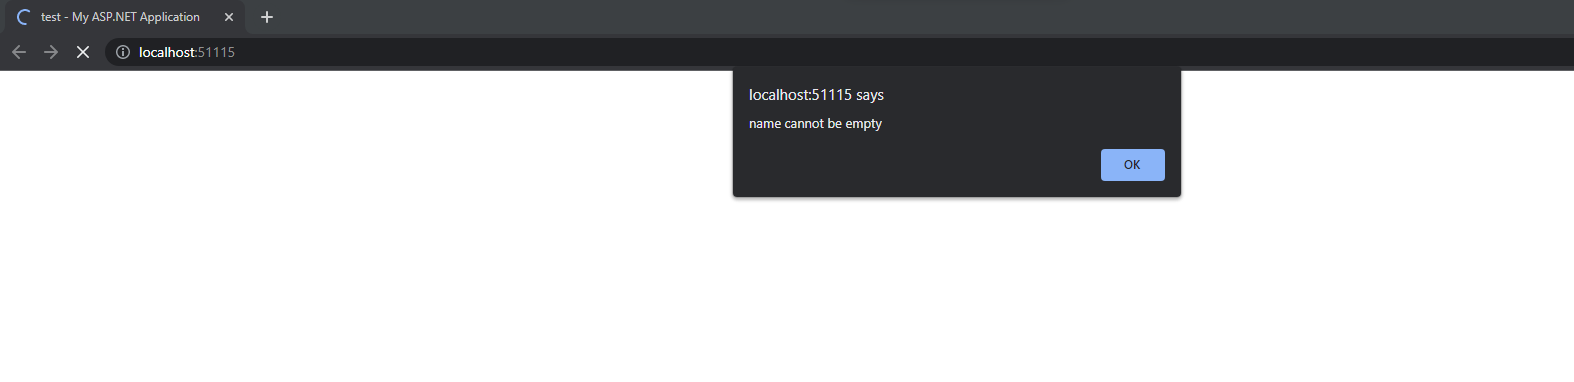 test - My ASP.NET Application
localhost:51115
localhost:51115 says
name cannot be empty
OK